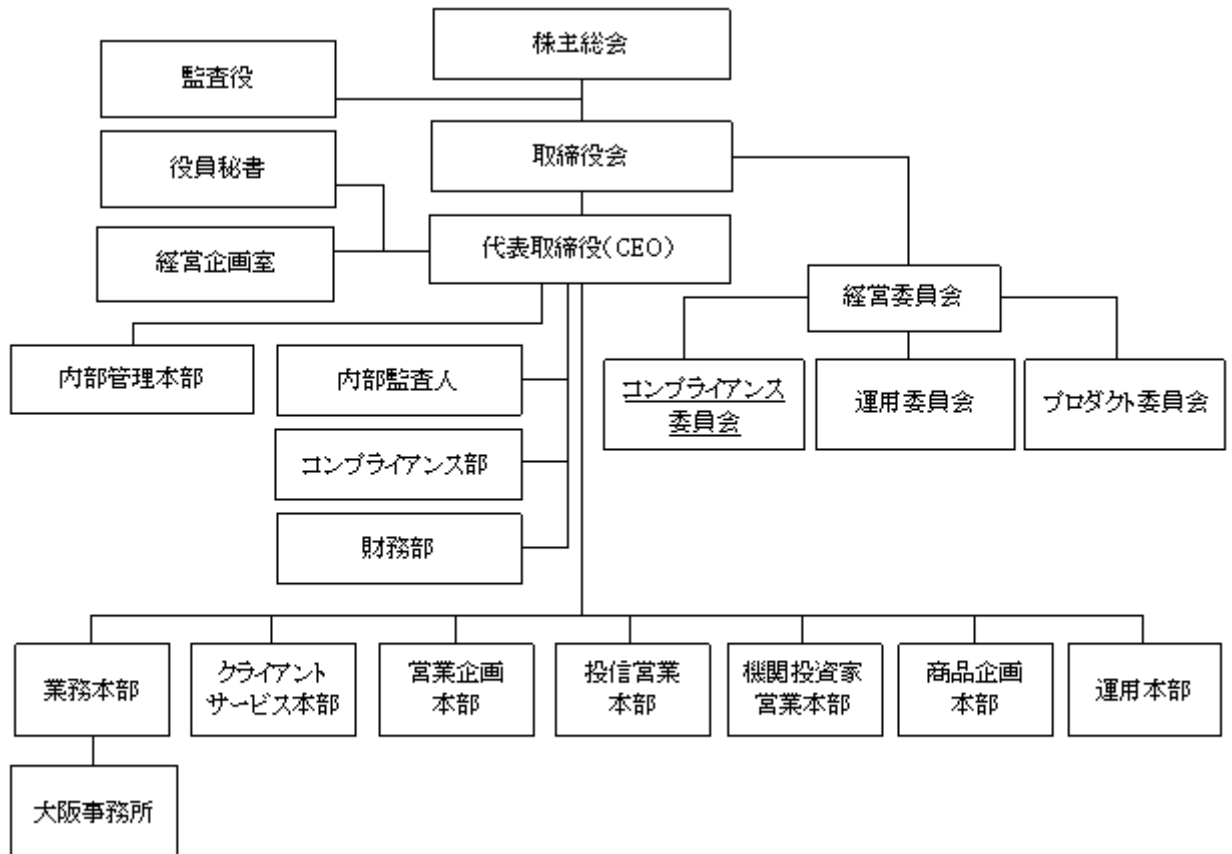 株主総会
監査役
取締役会
役員秘書
代表取締役(CEO)
経営企画室
経営委員会
内部管理本部
内部監査人
コンプライアンス
委員会
運用委員会
プロダクト委員会
コンプライアンス部
財務部
業務本部
クライアント
サービス本部
営業企画
本部
投信営業
本部
機関投資家
営業本部
商品企画
本部
運用本部
大阪事務所